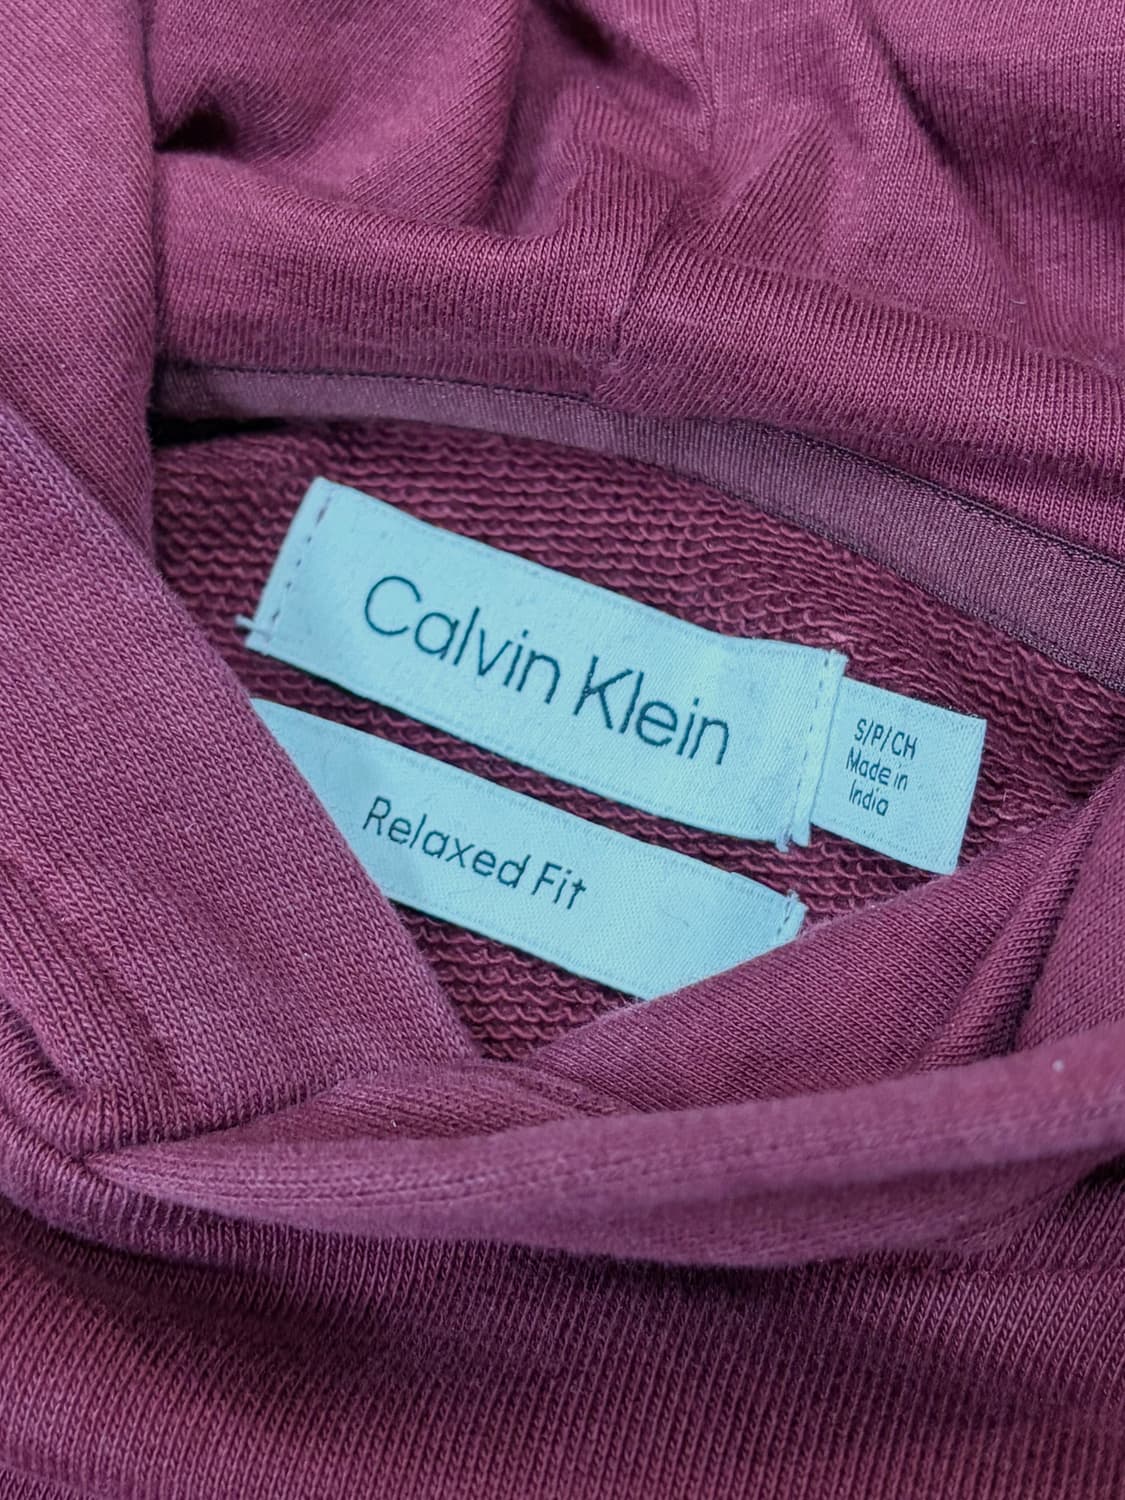 Calvin Klein
S/P/CH
Made in
India
Relaxed Fit